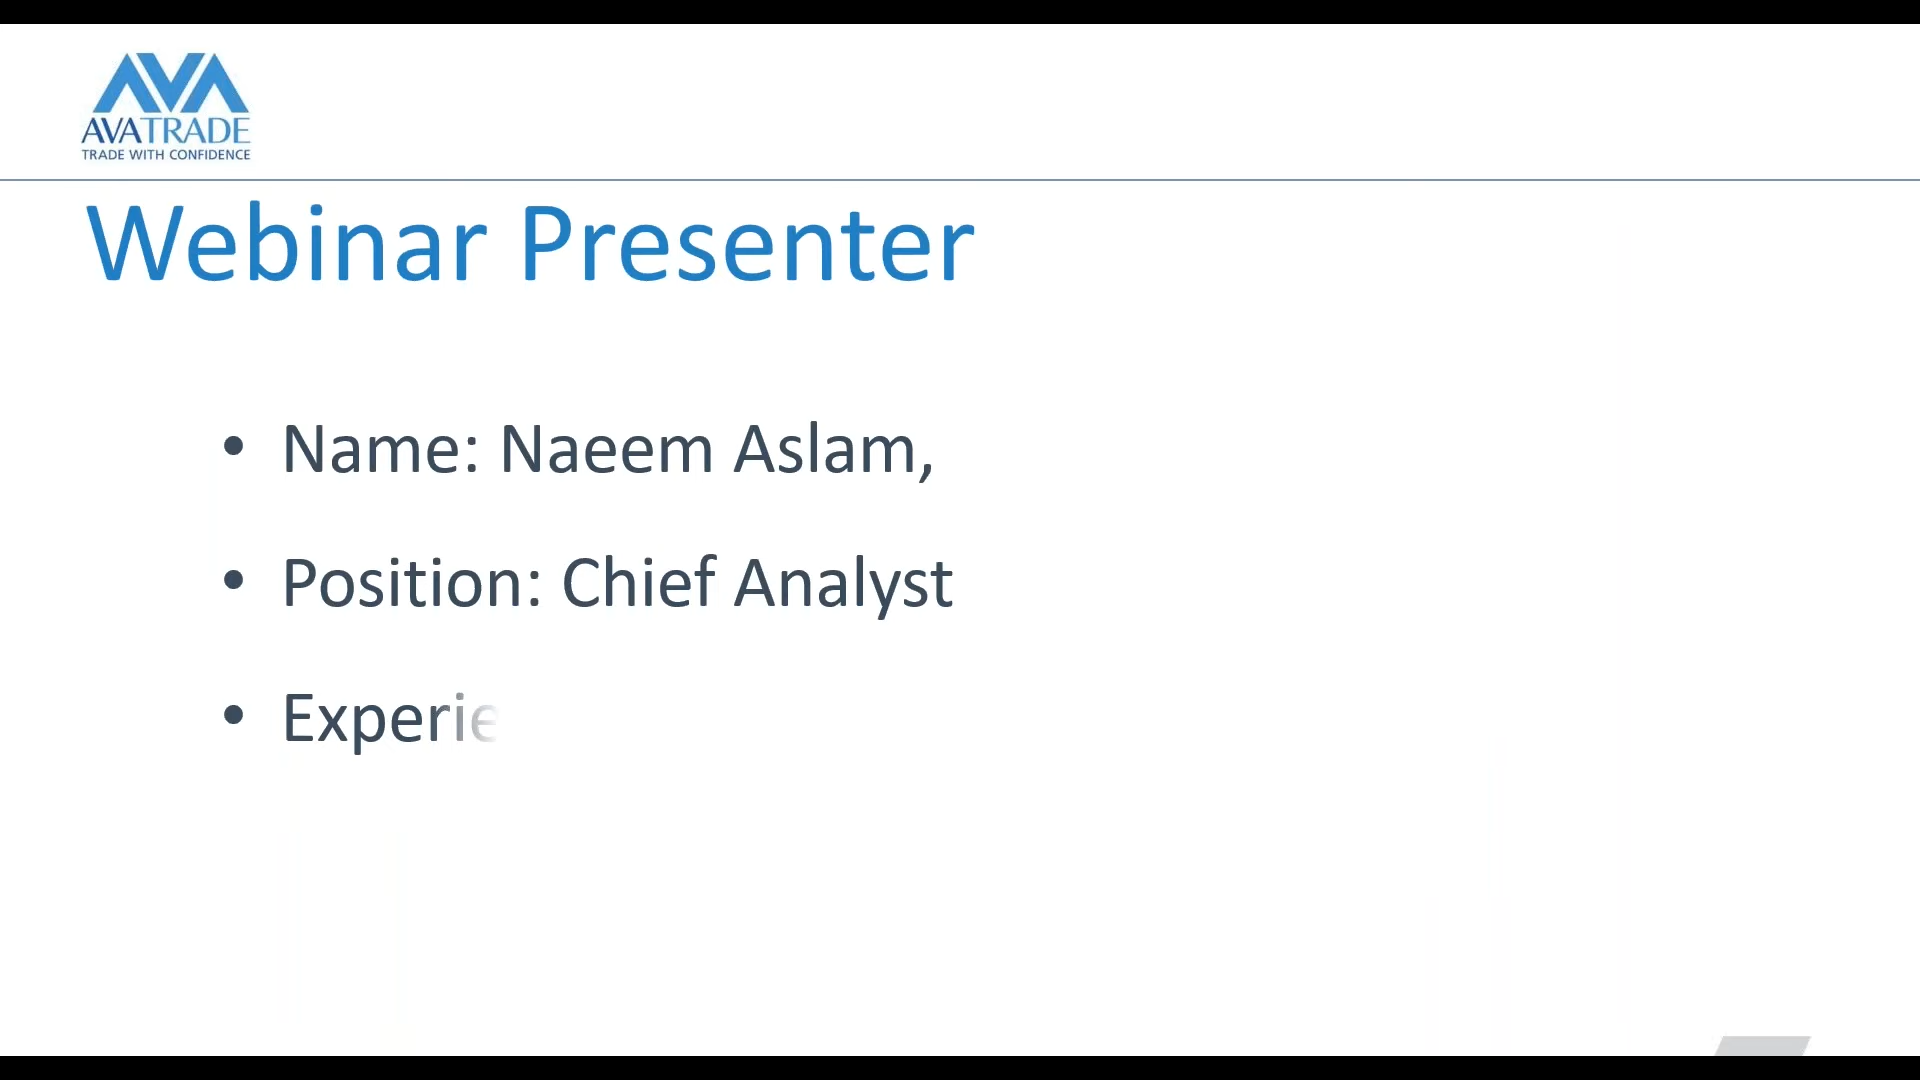 AVATRADE
TRADE WITH CONFIDENCE
Webinar Presenter
• Name: Naeem Aslam,
• Position: Chief Analyst
• Experie